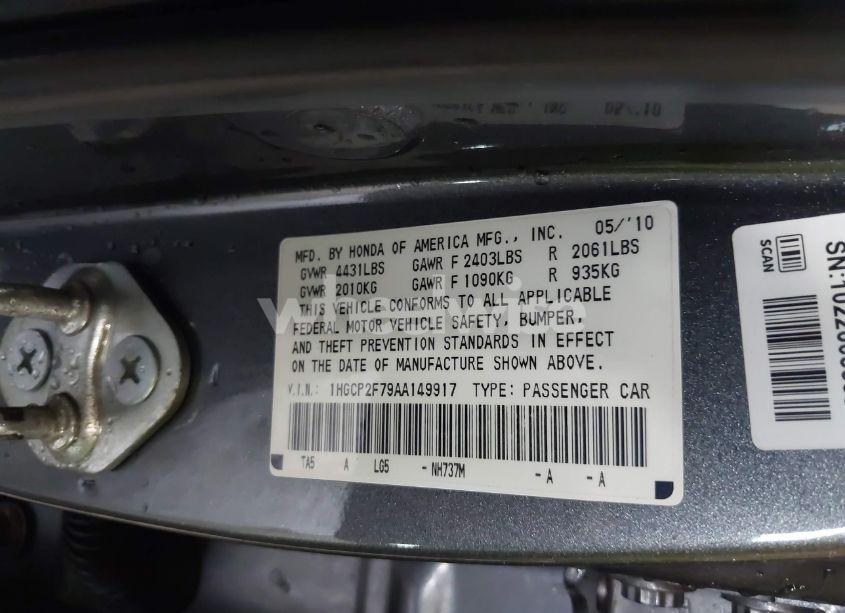 MFD. BY HONDA OF AMERICA MFG., INC. 05/'10
GVWR 4431LBS GAWR F 2403LBS R 2061LBS
GVWR 2010KG GAWR F 1090KG R 935KG
THIS VEHICLE CONFORMS TO ALL APPLICABLE
FEDERAL MOTOR VEHICLE SAFETY, BUMPER,
AND THEFT PREVENTION STANDARDS IN EFFECT
ON THE DATE OF MANUFACTURE SHOWN ABOVE.
V.I.N.: 1HGCP2F79AA149917 TYPE: PASSENGER CAR
TA5 A LG5 - NH737M - A - A
SCAN